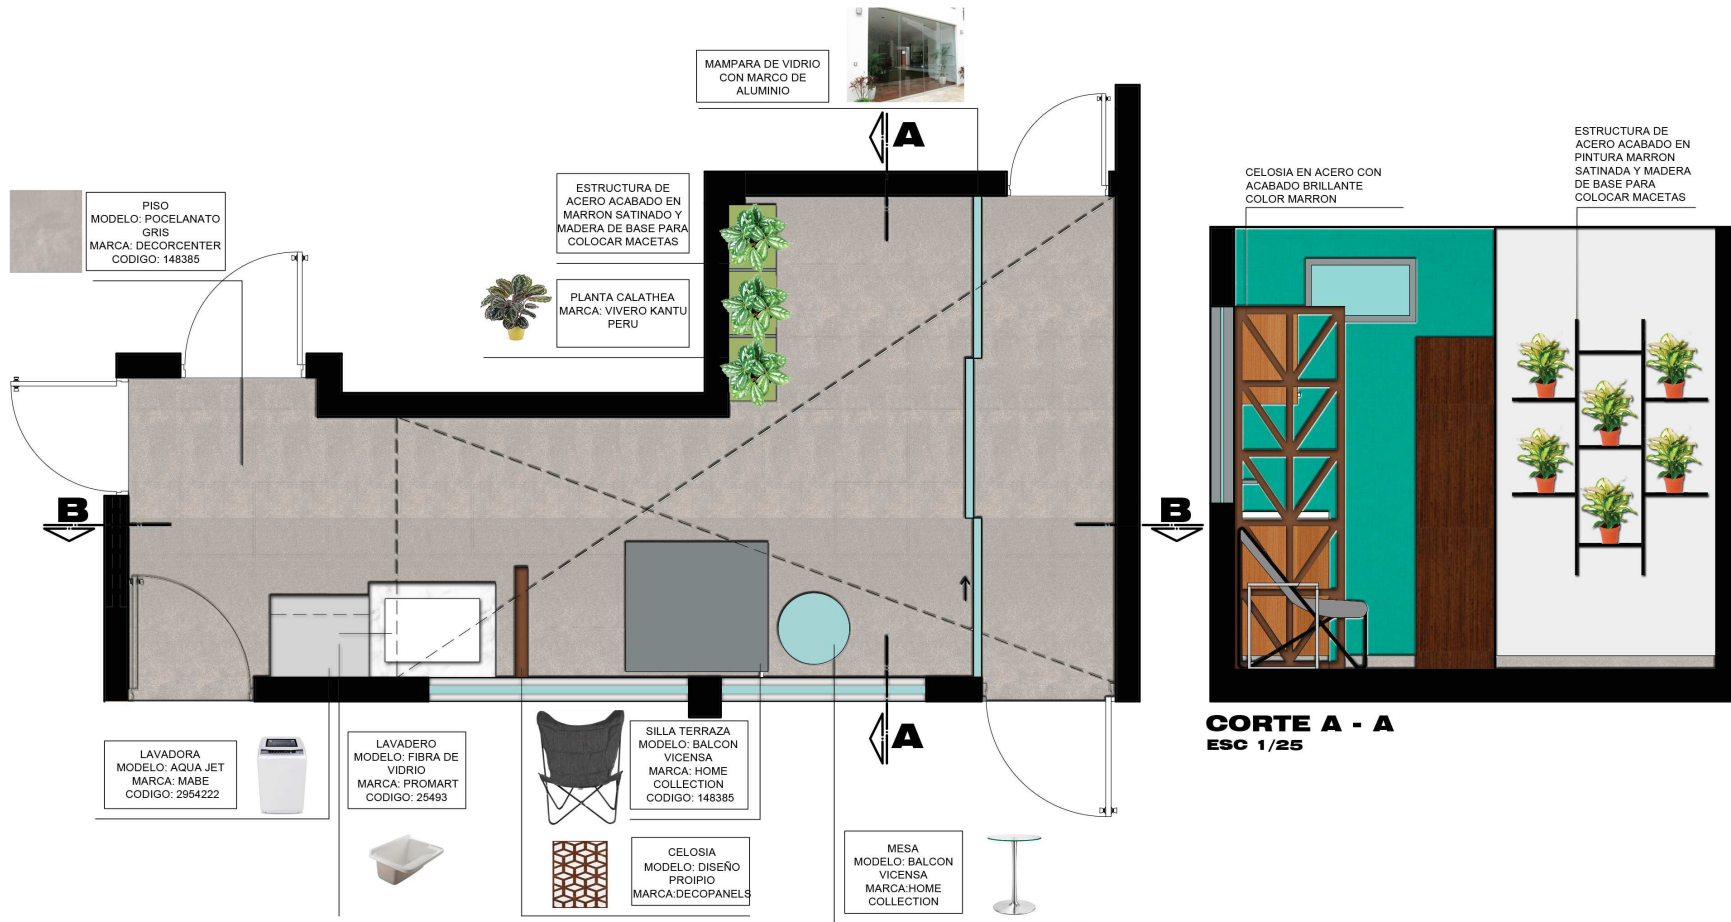 MAMPARA DE VIDRIO
CON MARCO DE
ALUMINIO
A
ESTRUCTURA DE
ACERO ACABADO EN
PINTURA MARRON
SATINADA Y MADERA
DE BASE PARA
COLOCAR MACETAS
CELOSIA EN ACERO CON
ACABADO BRILLANTE
COLOR MARRON
PISO
MODELO: POCELANATO
GRIS
MARCA: DECORCENTER
CODIGO: 148385
ESTRUCTURA DE
ACERO ACABADO EN
MARRON SATINADO Y
MADERA DE BASE PARA
COLOCAR MACETAS
PLANTA CALATHEA
MARCA: VIVERO KANTU
PERU
B
B
A
CORTE A - A
ESC 1/25
LAVADORA
MODELO: AQUA JET
MARCA: MABE
CODIGO: 2954222
LAVADERO
MODELO: FIBRA DE
VIDRIO
MARCA: PROMART
CODIGO: 25493
SILLA TERRAZA
MODELO: BALCON
VICENSA
MARCA: HOME
COLLECTION
CODIGO: 148385
CELOSIA
MODELO: DISEÑO
PROIPIO
MARCA:DECOPANELS
MESA
MODELO: BALCON
VICENSA
MARCA:HOME
COLLECTION